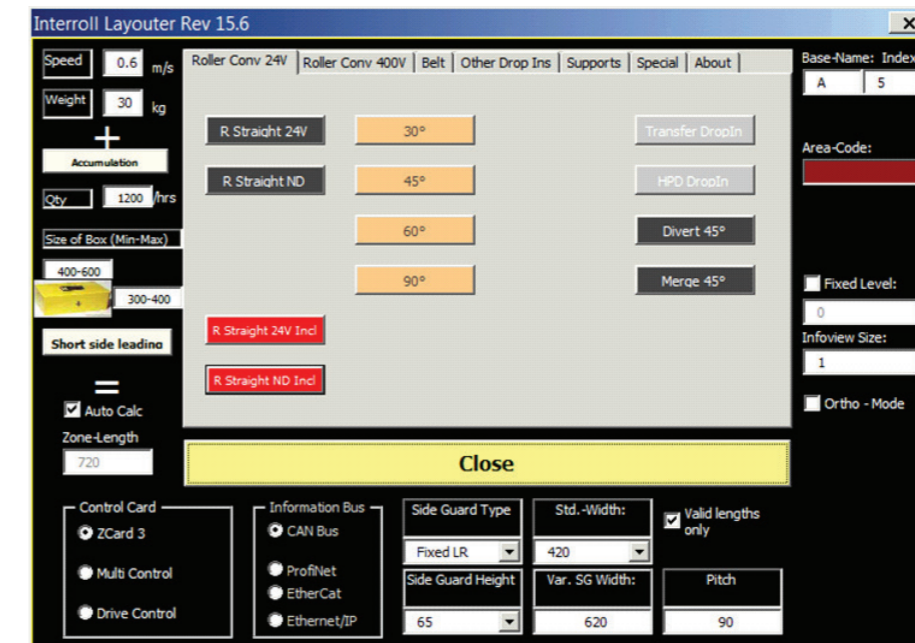 Interroll Layouter Rev 15.6
Speed 0.6 m/s
Weight 30 kg
+
Accumulation
Qty 1200 /hrs
Size of Box (Min-Max)
400-600
300-400
Short side leading
=
Auto Calc
Zone-Length
720
Roller Conv 24V Roller Conv 400V Belt Other Drop Ins Supports Special About
R Straight 24V 30° Transfer DropIn
R Straight ND 45° HPD DropIn
60° Divert 45°
90° Merge 45°
R Straight 24V Incl
R Straight ND Incl
Close
Base-Name: Index
A 5
Area-Code:
Fixed Level:
0
Infoview Size:
1
Ortho - Mode
Control Card
ZCard 3
Multi Control
Drive Control
Information Bus
CAN Bus
ProfiNet
EtherCat
Ethernet/IP
Side Guard Type
Fixed LR
Side Guard Height
65
Std.-Width:
420
Var. SG Width:
620
Valid lengths
only
Pitch
90